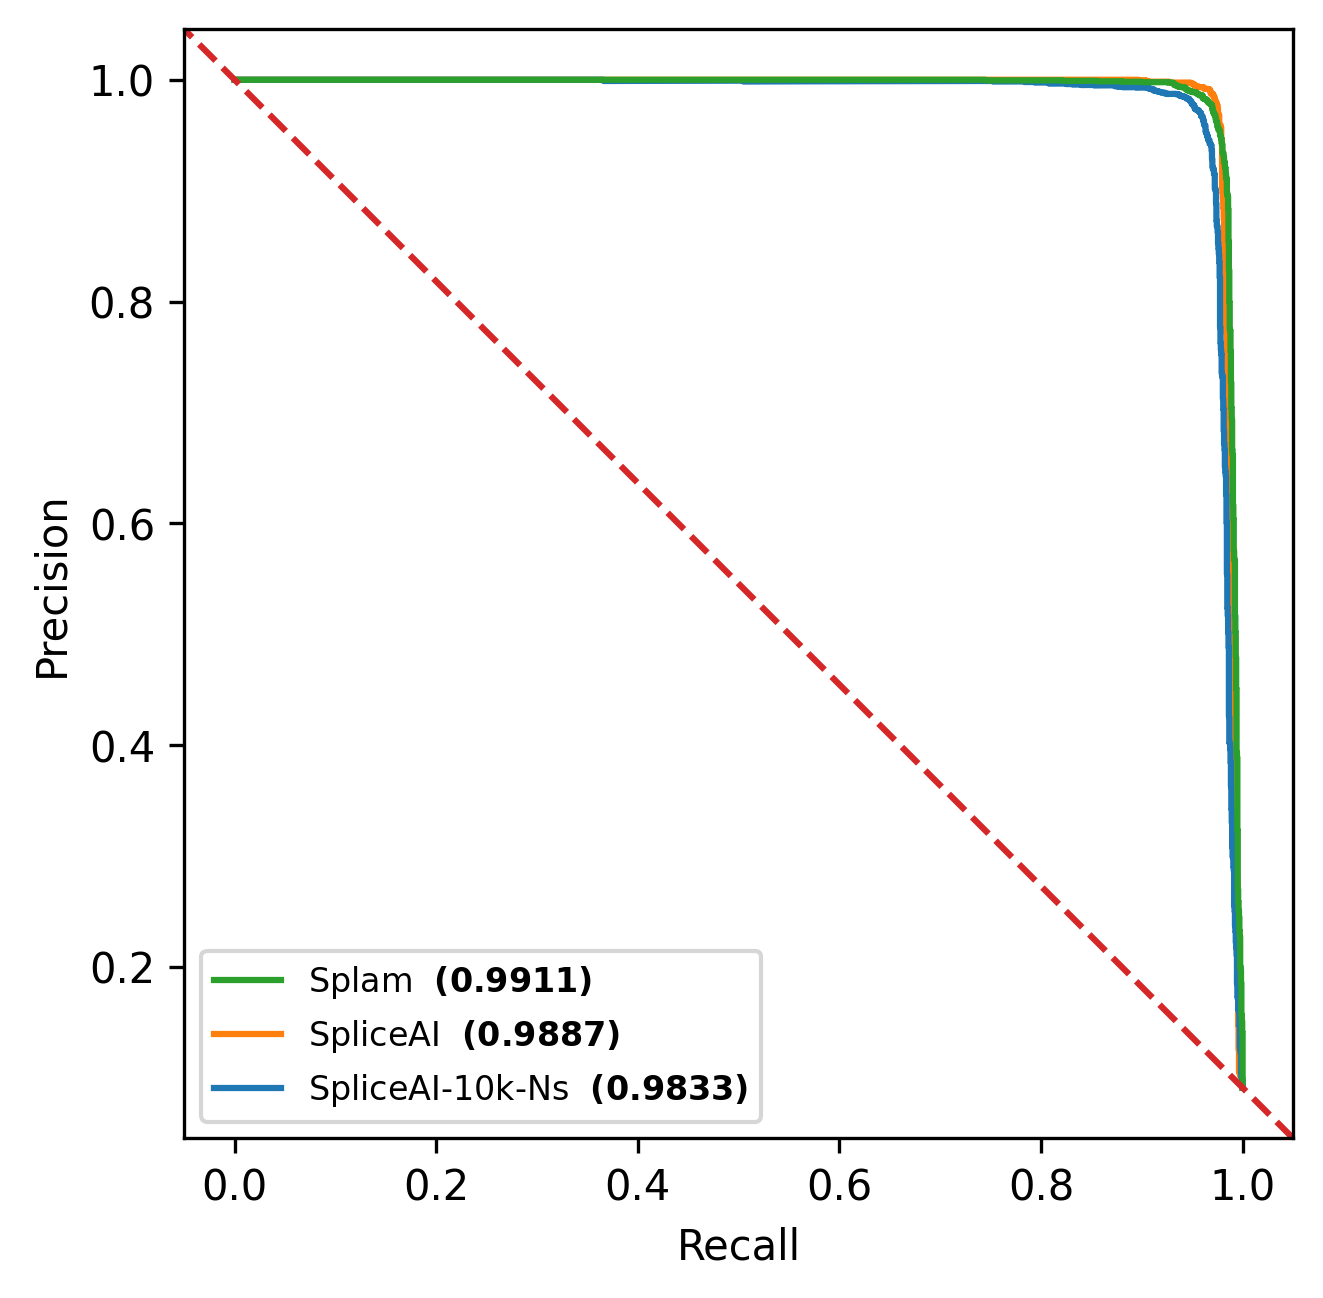 1.0
0.8
0.6
0.4
0.2
Precision
Splam (0.9911)
SpliceAI (0.9887)
SpliceAI-10k-Ns (0.9833)
0.0 0.2 0.4 0.6 0.8 1.0
Recall